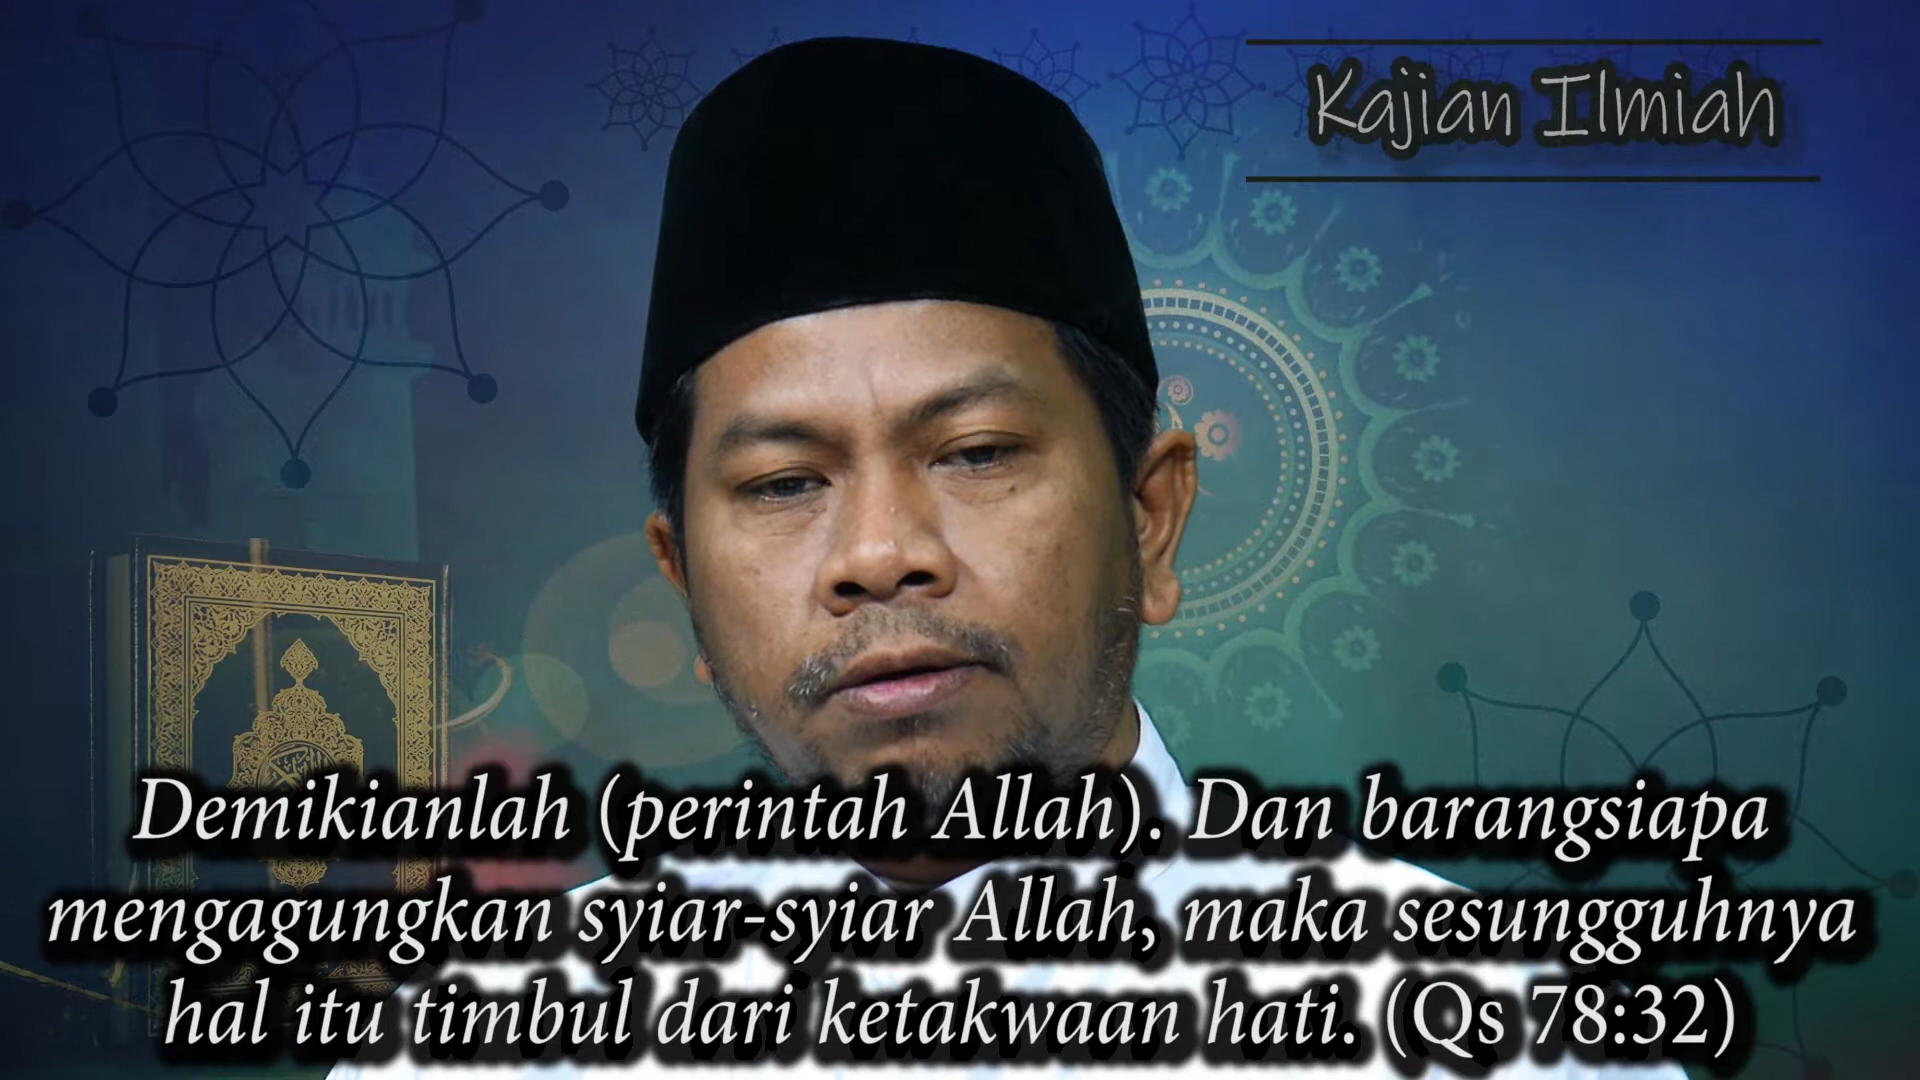 Kajian Ilmiah
Demikianlah (perintah Allah). Dan barangsiapa
mengagungkan syiar-syiar Allah, maka sesungguhnya
hal itu timbul dari ketakwaan hati. (Qs 78:32)